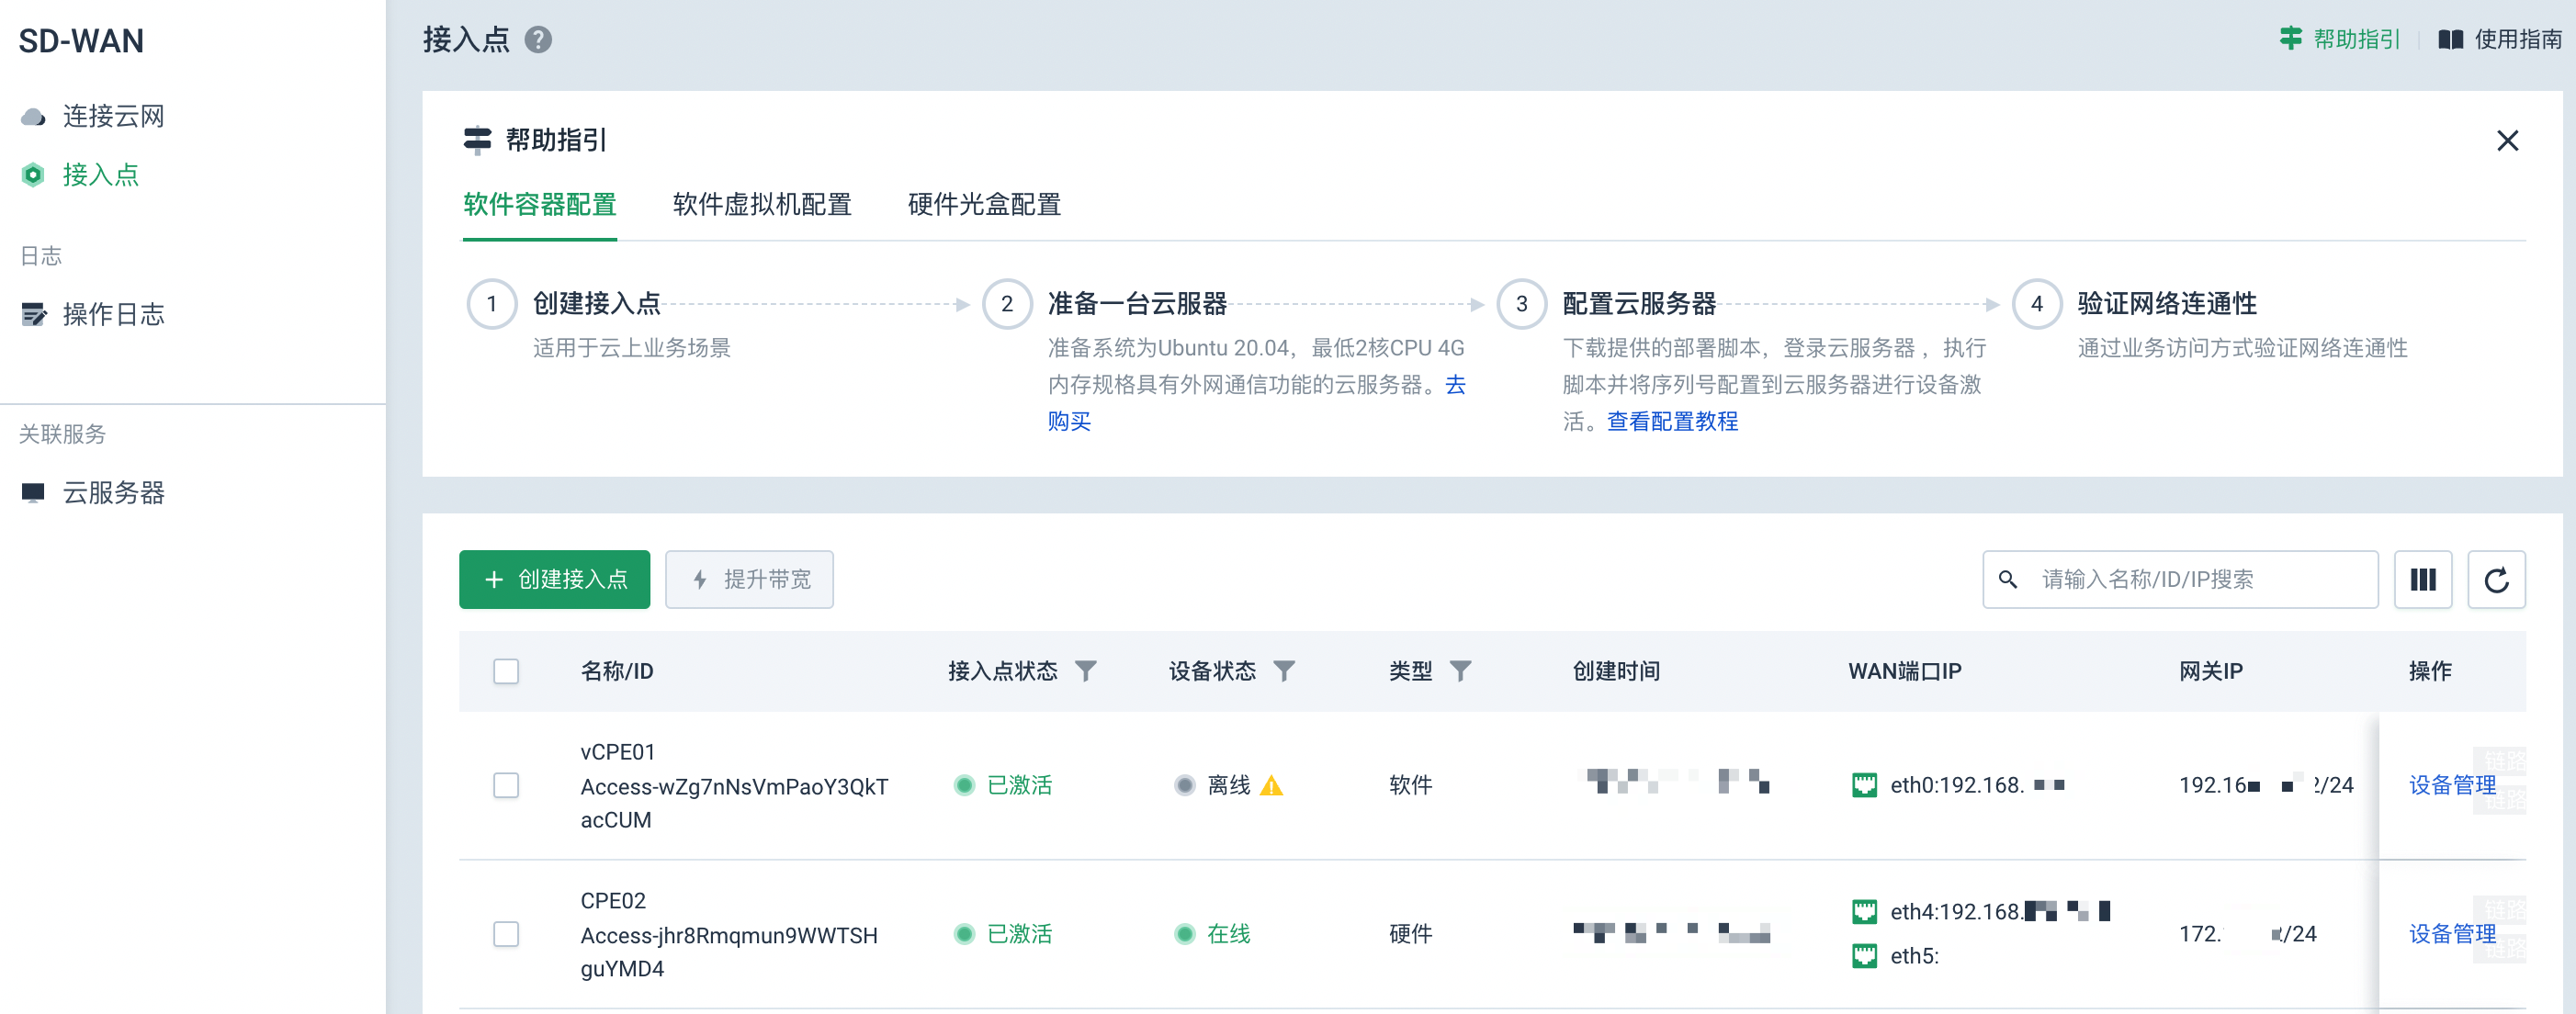 SD-WAN
连接云网
接入点
日志
操作日志
关联服务
云服务器
接入点
帮助指引
使用指南
帮助指引
软件容器配置
软件虚拟机配置
硬件光盒配置
1
创建接入点
适用于云上业务场景
2
准备一台云服器
准备系统为Ubuntu 20.04，最低2核CPU 4G
内存规格具有外网通信功能的云服务器。去
购买
3
配置云服务器
下载提供的部署脚本，登录云服务器，执行
脚本并将序列号配置到云服务器进行设备激
活。查看配置教程
4
验证网络连通性
通过业务访问方式验证网络连通性
创建接入点
提升带宽
请输入名称/ID/IP搜索
名称/ID
接入点状态
设备状态
类型
创建时间
WAN端口IP
网关IP
操作
vCPE01
Access-wZg7nNsVmPaoY3QkT
acCUM
已激活
离线
软件
eth0:192.168.
192.16
/24
设备管理
链路
链路
CPE02
Access-jhr8Rmqmun9WWTSH
guYMD4
已激活
在线
硬件
eth4:192.168.
eth5:
172.
/24
设备管理
链路
链路